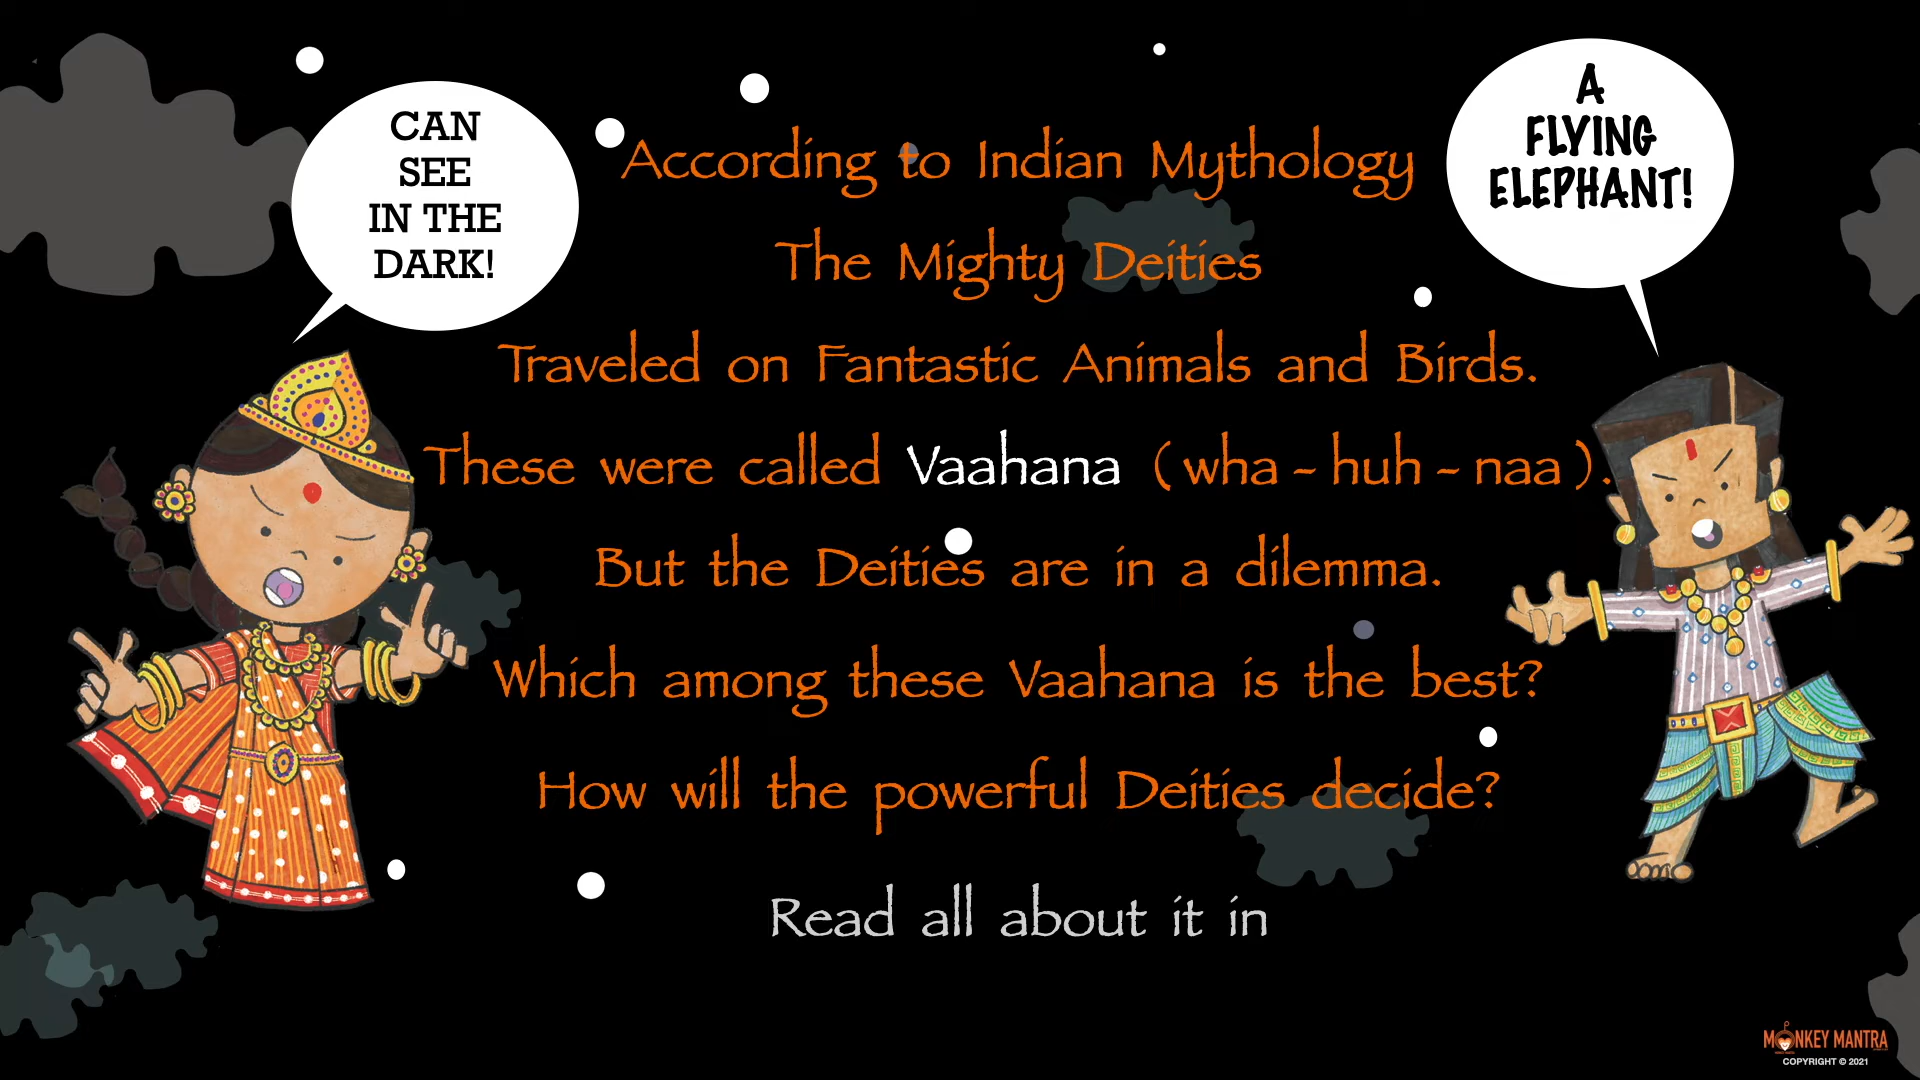 CAN
SEE
IN THE
DARK!
A
FLYING
ELEPHANT!
According to Indian Mythology
The Mighty Deities
Traveled on Fantastic Animals and Birds.
These were called Vaahana ( wha - huh - naa ).
But the Deities are in a dilemma.
Which among these Vaahana is the best?
How will the powerful Deities decide?
Read all about it in
MONKEY MANTRA
COPYRIGHT © 2021